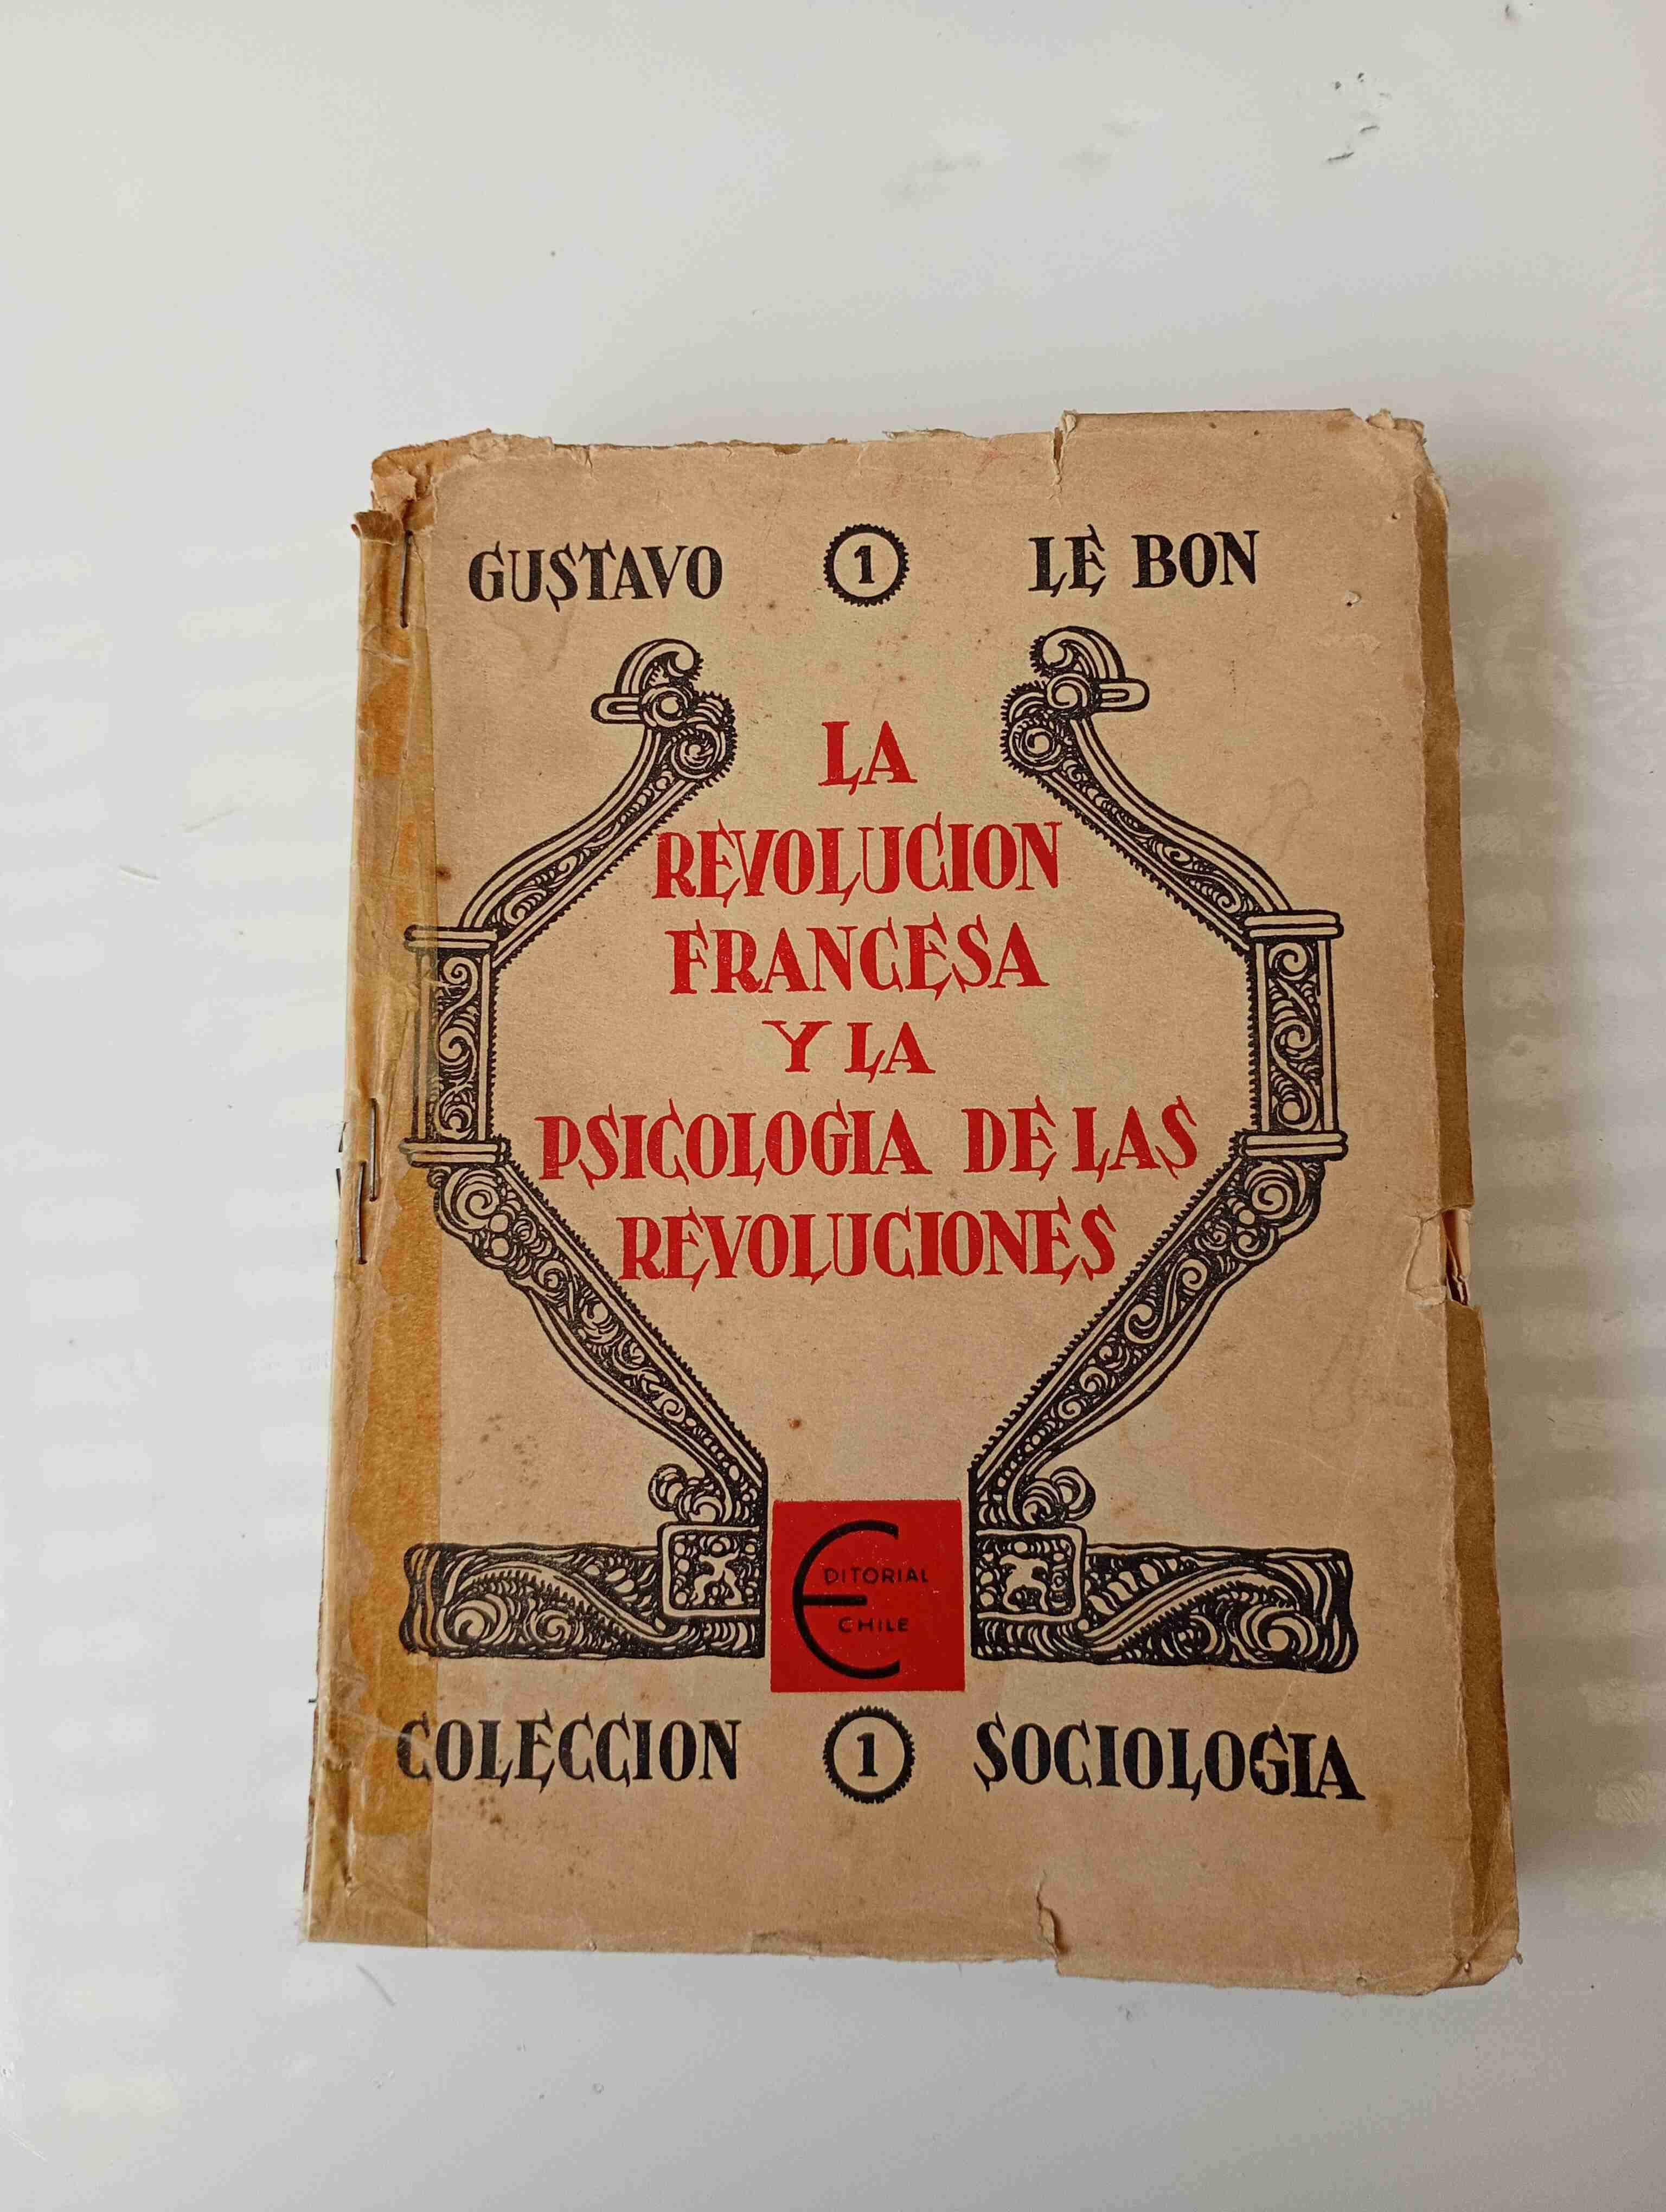 GUSTAVO 1 LE BON
LA
REVOLUCION
FRANCESA
Y LA
PSICOLOGIA DE LAS
REVOLUCIONES
EDITORIAL
CHILE
COLECCION 1 SOCIOLOGIA